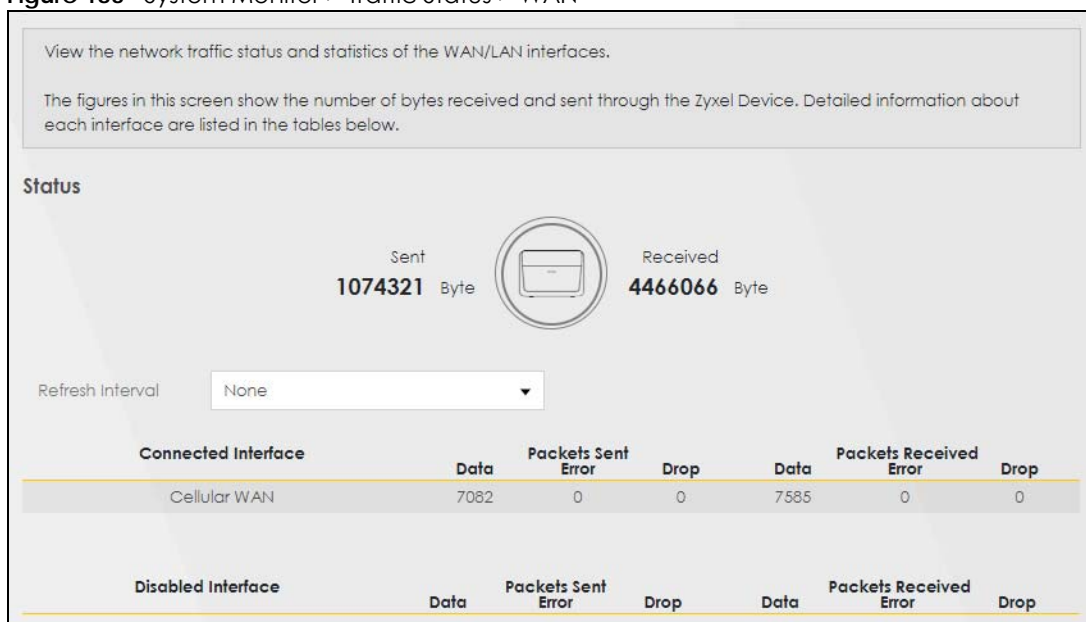 View the network traffic status and statistics of the WAN/LAN interfaces.
The figures in this screen show the number of bytes received and sent through the Zyxel Device. Detailed information about
each interface are listed in the tables below.
Status
Sent
1074321 Byte
Received
4466066 Byte
Refresh Interval None
Connected Interface Packets Sent Packets Received
Data Error Drop Data Error Drop
Cellular WAN 7082 0 0 7585 0 0
Disabled Interface Packets Sent Packets Received
Data Error Drop Data Error Drop